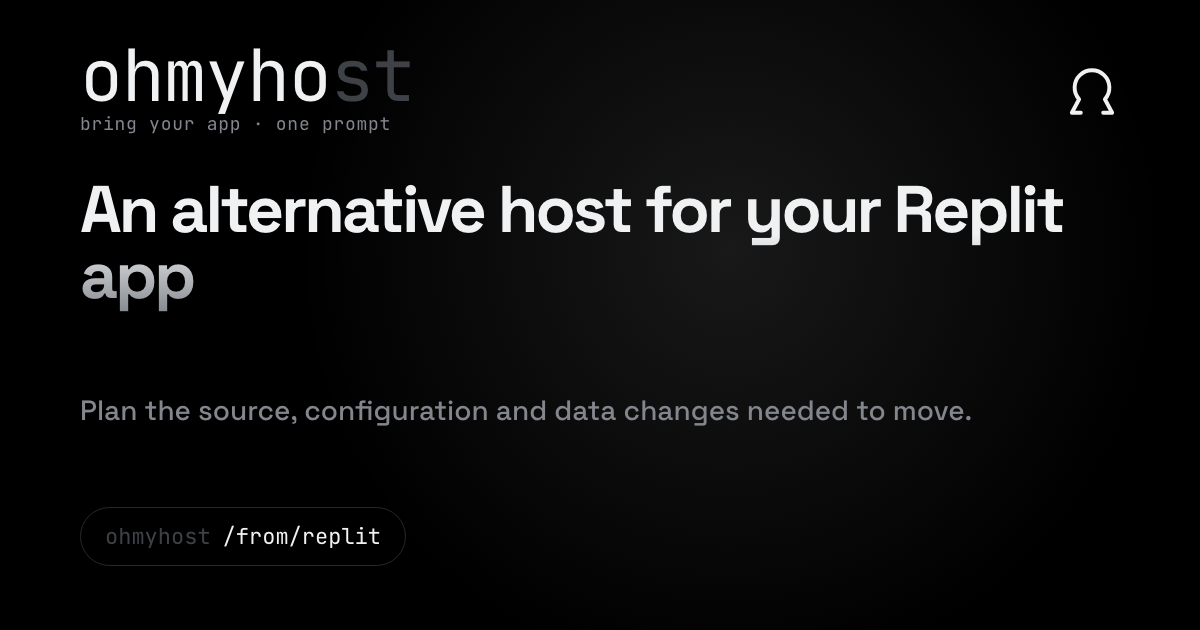 ohmyhost
bring your app · one prompt
An alternative host for your Replit
app
Plan the source, configuration and data changes needed to move.
ohmyhost /from/replit